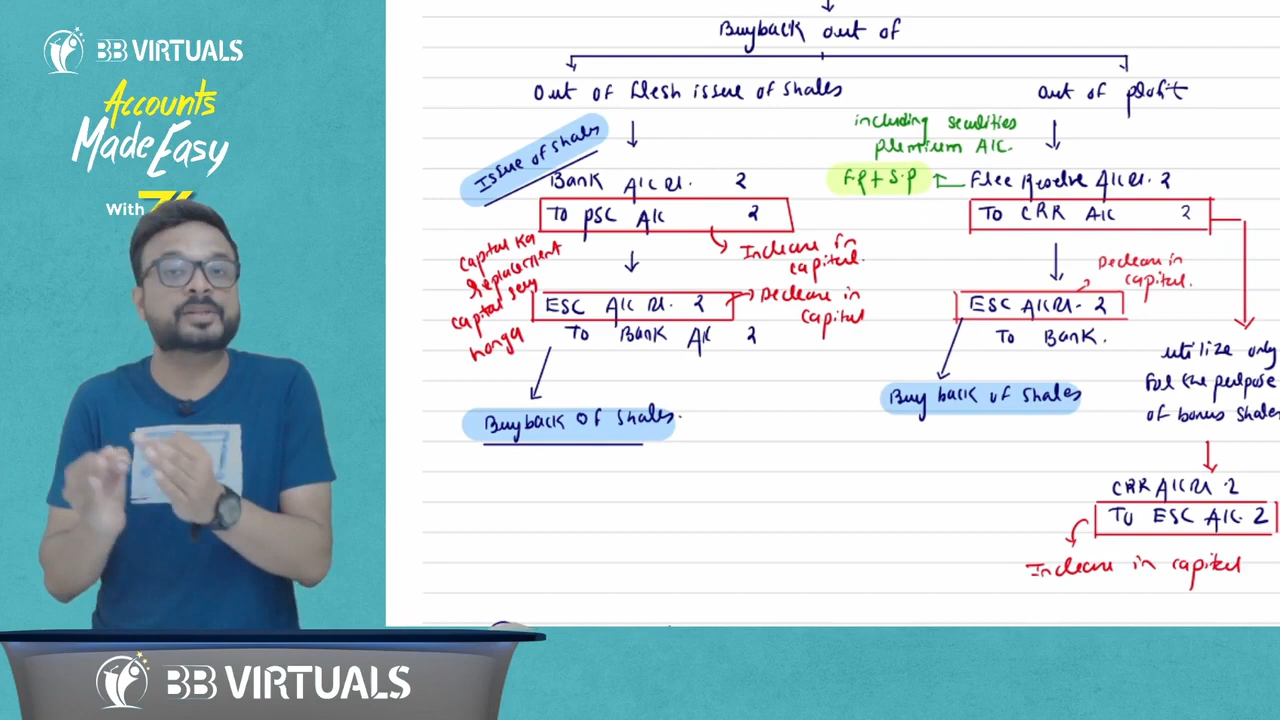 BB VIRTUALS
Accounts
Made Easy
With
Buyback out of
Out of fresh issue of shares
out of profit
Issue of shares
including securities
premium A/C.
Bank A/C Dr. 2
F.P + S.P
Free Reserve A/C Dr. 2
To PSC A/C 2
To CRR A/C 2
Capital ka
Replacement
capital sey
honga
Increase in
capital.
Decrease in
capital.
ESC A/C Dr. 2
Decrease in
capital
ESC A/C Dr. 2
To Bank A/C 2
To Bank.
utilize only
For the purpose
of bonus shares
Buyback of shares.
Buy back of shares
CRR A/C Dr. 2
To ESC A/C. 2
Increase in capital
BB VIRTUALS